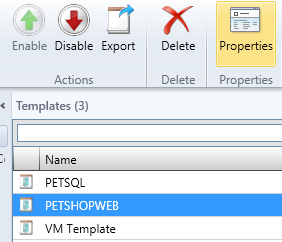 Enable Disable Export Delete Properties
Actions Delete Properties
Templates (3)
Name
PETSQL
PETSHOPWEB
VM Template